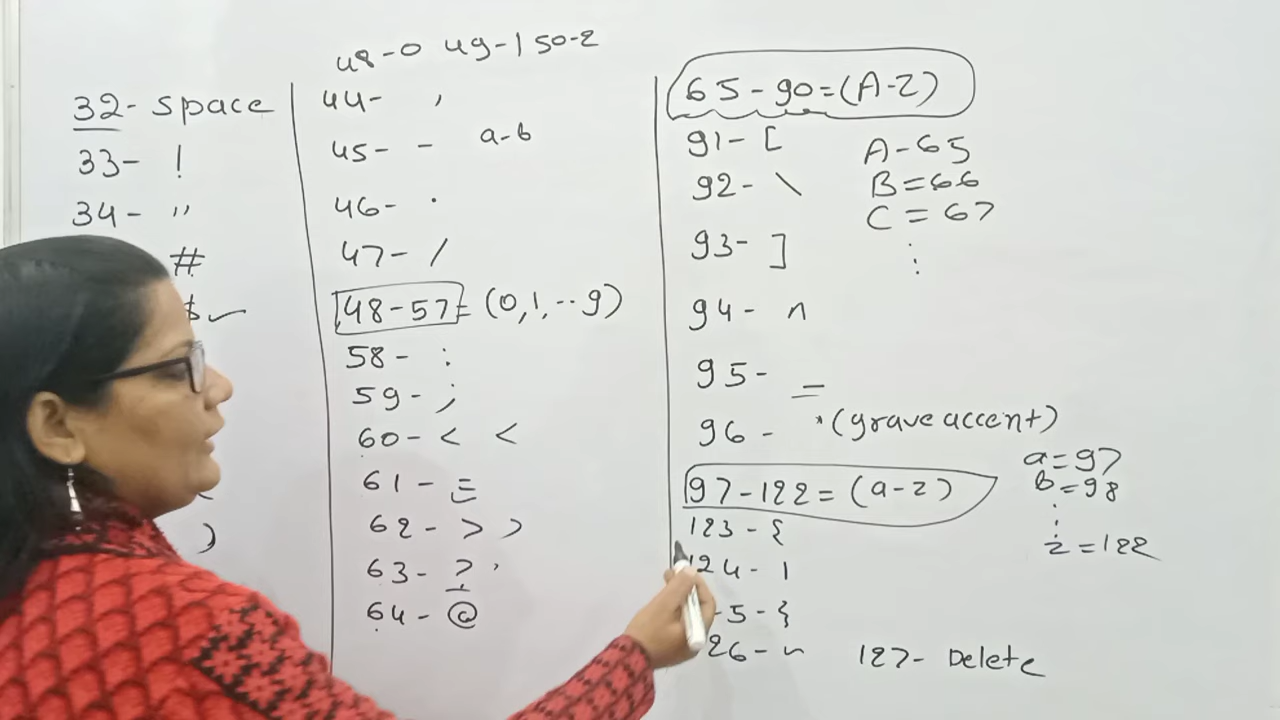 32- space
33- !
34- "
#
$✓
)
48-0 49-1 50-2
44- ,
45- - a-b
46- .
47- /
48-57= (0,1,--9)
58- :
59- ;
60- < <
61- =
62- > >
63- ? ,
64- @
65-90=(A-Z)
91- [
92- \
93- ]
94- ^
95- _
96- `(grave accent)
97-122=(a-z)
123-{
124- |
5- }
26- ~
127- Delete
A-65
B=66
C=67
⋮
a=97
b=98
⋮
z=122